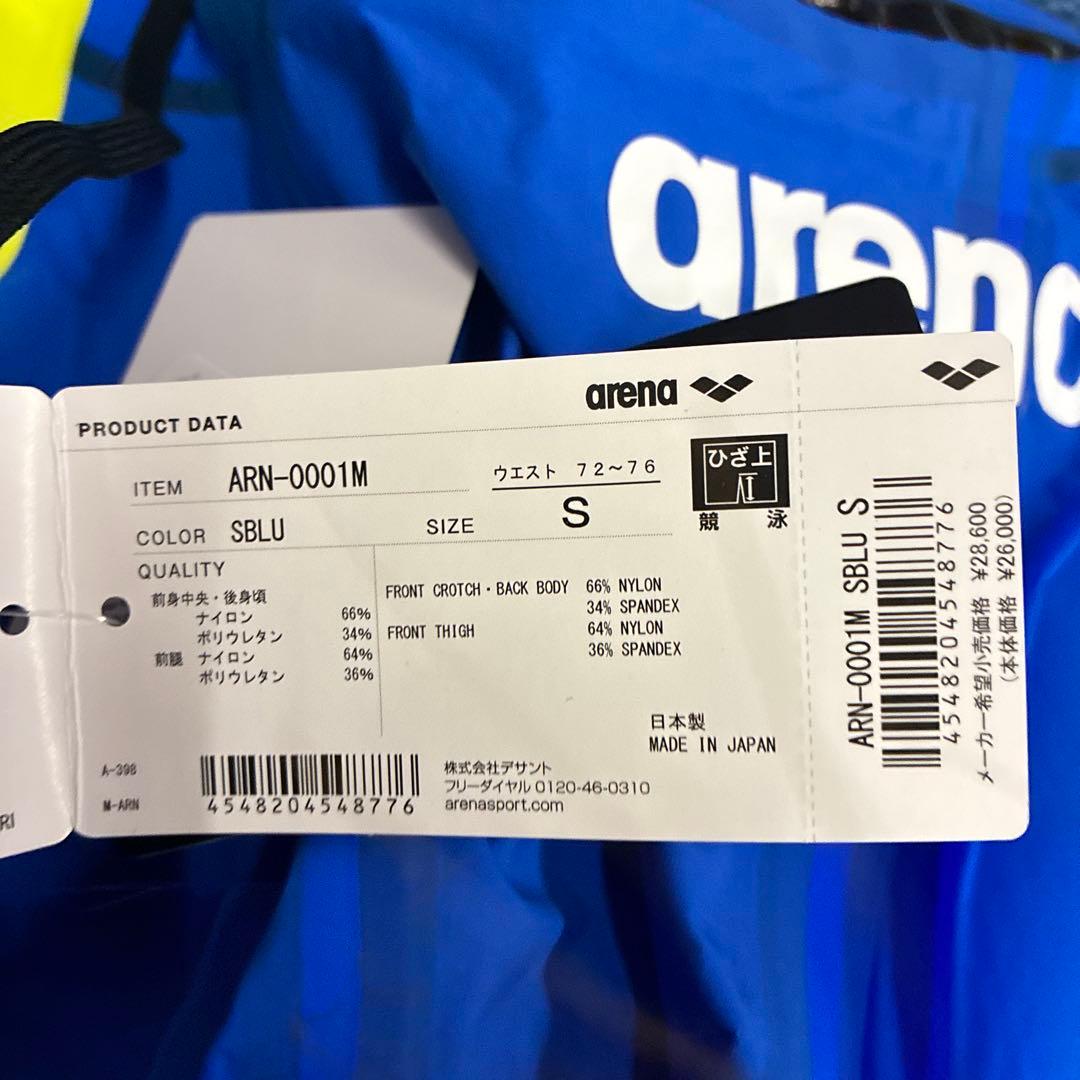 arena
arena
PRODUCT DATA
ITEM ARN-0001M
ウエスト 72~76
ひざ上
競 泳
COLOR SBLU
SIZE S
QUALITY
前身中央・後身頃
ナイロン 66%
ポリウレタン 34%
前腿 ナイロン 64%
ポリウレタン 36%
FRONT CROTCH・BACK BODY 66% NYLON
34% SPANDEX
FRONT THIGH 64% NYLON
36% SPANDEX
日本製
MADE IN JAPAN
A-398
M-ARN
4548204548776
株式会社デサント
フリーダイヤル 0120-46-0310
arenasport.com
ARN-0001M SBLU S
4548204548776
メーカー希望小売価格 ¥28,600
(本体価格 ¥26,000)
RI